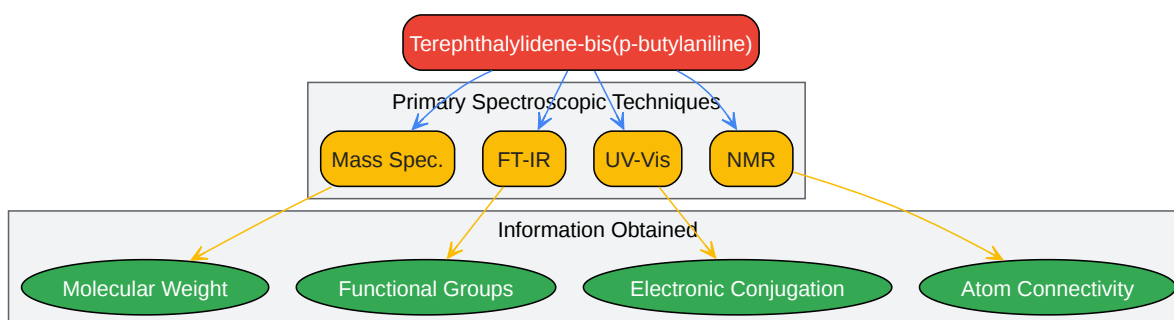 Terephthalylidene-bis(p-butylaniline)
Primary Spectroscopic Techniques
Mass Spec.
FT-IR
UV-Vis
NMR
Information Obtained
Molecular Weight
Functional Groups
Electronic Conjugation
Atom Connectivity